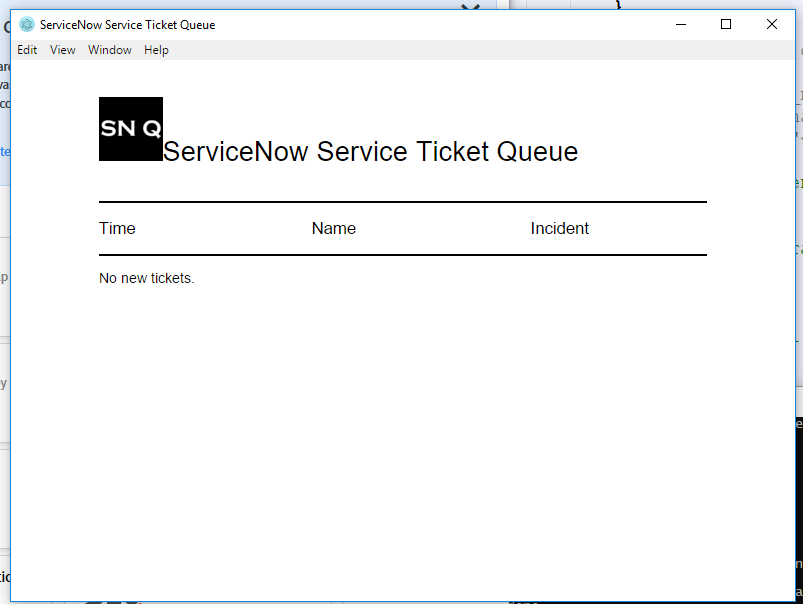 ServiceNow Service Ticket Queue
Edit View Window Help
SN Q
ServiceNow Service Ticket Queue
Time Name Incident
No new tickets.